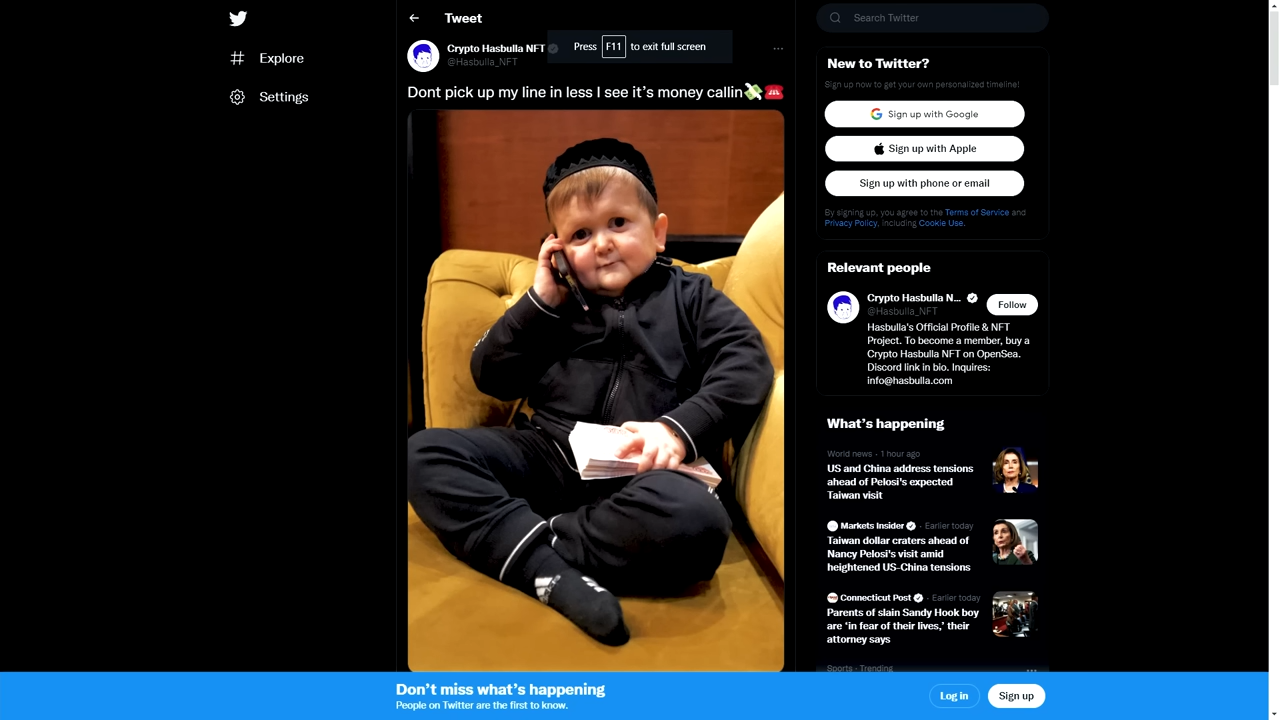 Tweet
Explore
Settings
Crypto Hasbulla NFT
@Hasbulla_NFT
Press F11 to exit full screen
Dont pick up my line in less I see it’s money callin💸☎️
Search Twitter
New to Twitter?
Sign up now to get your own personalized timeline!
Sign up with Google
Sign up with Apple
Sign up with phone or email
By signing up, you agree to the Terms of Service and
Privacy Policy, including Cookie Use.
Relevant people
Crypto Hasbulla N...
@Hasbulla_NFT
Follow
Hasbulla's Official Profile & NFT
Project. To become a member, buy a
Crypto Hasbulla NFT on OpenSea.
Discord link in bio. Inquires:
info@hasbulla.com
What’s happening
World news · 1 hour ago
US and China address tensions
ahead of Pelosi's expected
Taiwan visit
Markets Insider · Earlier today
Taiwan dollar craters ahead of
Nancy Pelosi's visit amid
heightened US-China tensions
Connecticut Post · Earlier today
Parents of slain Sandy Hook boy
are ‘in fear of their lives,’ their
attorney says
Sports · Trending
Don’t miss what’s happening
People on Twitter are the first to know.
Log in
Sign up